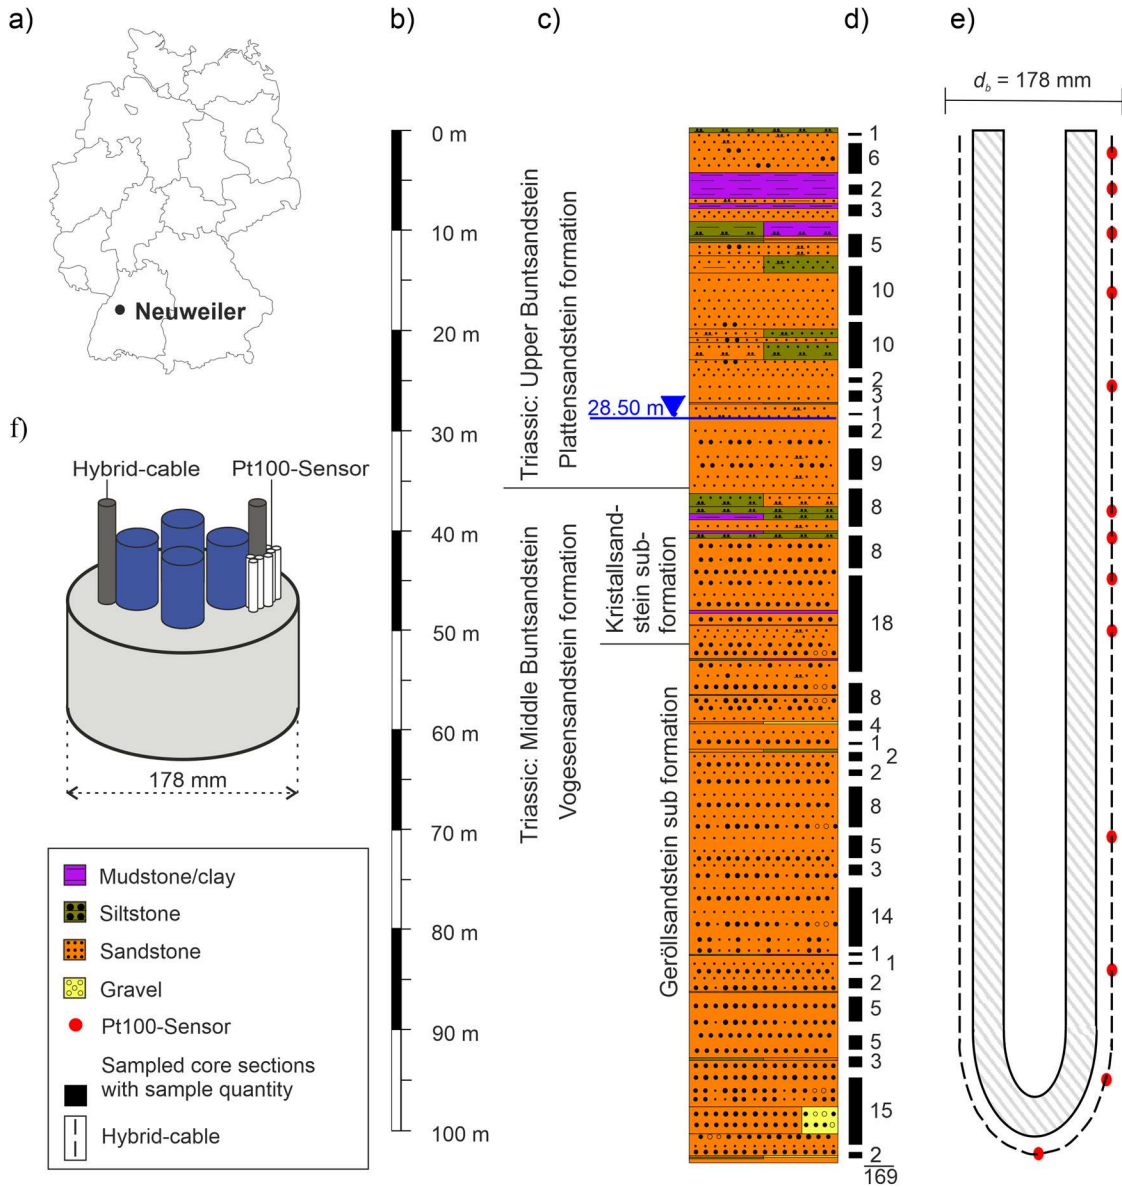 a)
b)
c)
d)
e)
f)
Neuweiler
Hybrid-cable
Pt100-Sensor
178 mm
Mudstone/clay
Siltstone
Sandstone
Gravel
Pt100-Sensor
Sampled core sections
with sample quantity
Hybrid-cable
0 m
10 m
20 m
30 m
40 m
50 m
60 m
70 m
80 m
90 m
100 m
Triassic: Upper Buntsandstein
Plattensandstein formation
28.50 m
Triassic: Middle Buntsandstein
Vogesensandstein formation
Kristallsand-
stein sub-
formation
Geröllsandstein sub formation
1
6
2
3
5
10
10
2
3
1
2
9
8
8
18
8
4
1
2
2
8
5
3
14
1
1
2
5
5
3
15
2
169
d_b = 178 mm